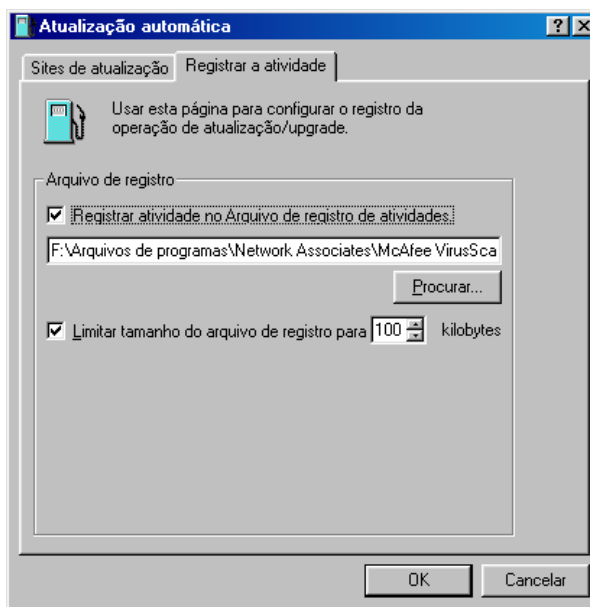 Atualização automática
Sites de atualização
Registrar a atividade
Usar esta página para configurar o registro da
operação de atualização/upgrade.
Arquivo de registro
Registrar atividade no Arquivo de registro de atividades.
F:\Arquivos de programas\Network Associates\McAfee VirusSca
Procurar...
Limitar tamanho do arquivo de registro para 100 kilobytes
OK
Cancelar